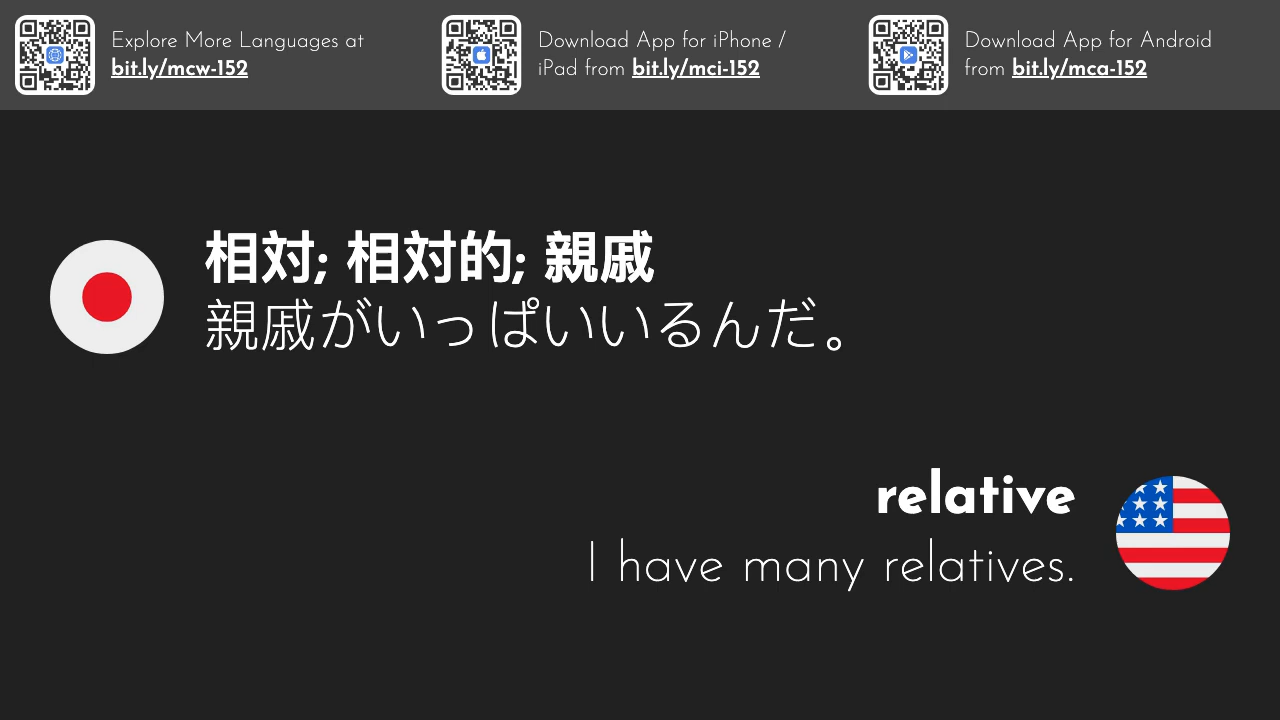 Explore More Languages at
bit.ly/mcw-152
Download App for iPhone /
iPad from bit.ly/mci-152
Download App for Android
from bit.ly/mca-152
相対; 相対的; 親戚
親戚がいっぱいいるんだ。
relative
I have many relatives.